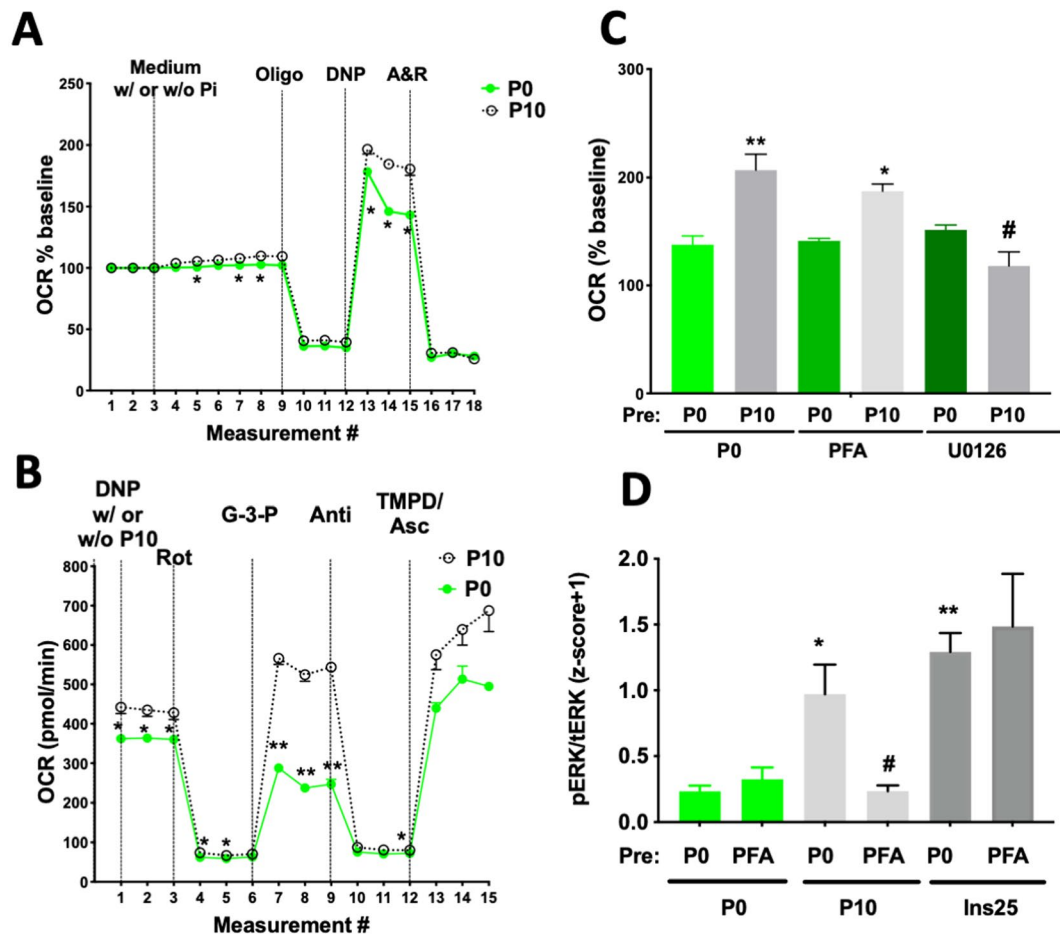 A
Medium
w/ or w/o Pi
Oligo
DNP
A&R
P0
P10
OCR % baseline
250
200
150
100
50
0
* * * * * *
1 2 3 4 5 6 7 8 9 10 11 12 13 14 15 16 17 18
Measurement #
C
OCR (% baseline)
300
200
100
0
** * #
Pre: P0 P10 P0 P10 P0 P10
P0 PFA U0126
B
DNP
w/ or
w/o P10
Rot
G-3-P
Anti
TMPD/
Asc
P10
P0
OCR (pmol/min)
800
700
600
500
400
300
200
100
0
* * * * * ** ** ** *
1 2 3 4 5 6 7 8 9 10 11 12 13 14 15
Measurement #
D
pERK/tERK (z-score+1)
2.0
1.5
1.0
0.5
0.0
* # **
Pre: P0 PFA P0 PFA P0 PFA
P0 P10 Ins25